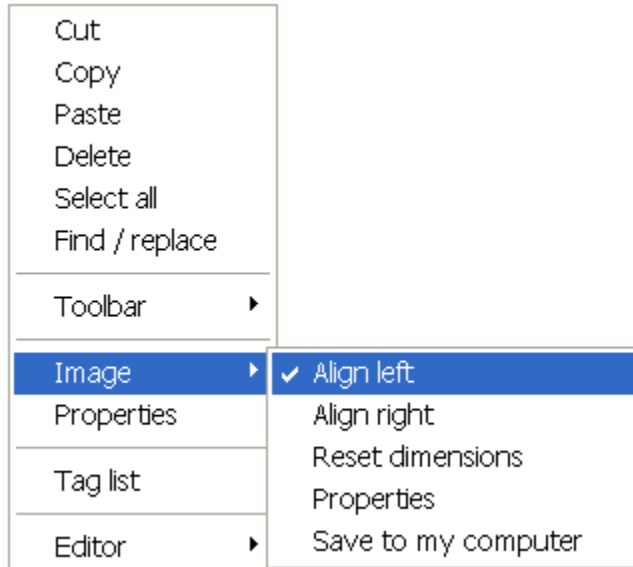 Cut
Copy
Paste
Delete
Select all
Find / replace
Toolbar
Image
Properties
Tag list
Editor
Align left
Align right
Reset dimensions
Properties
Save to my computer